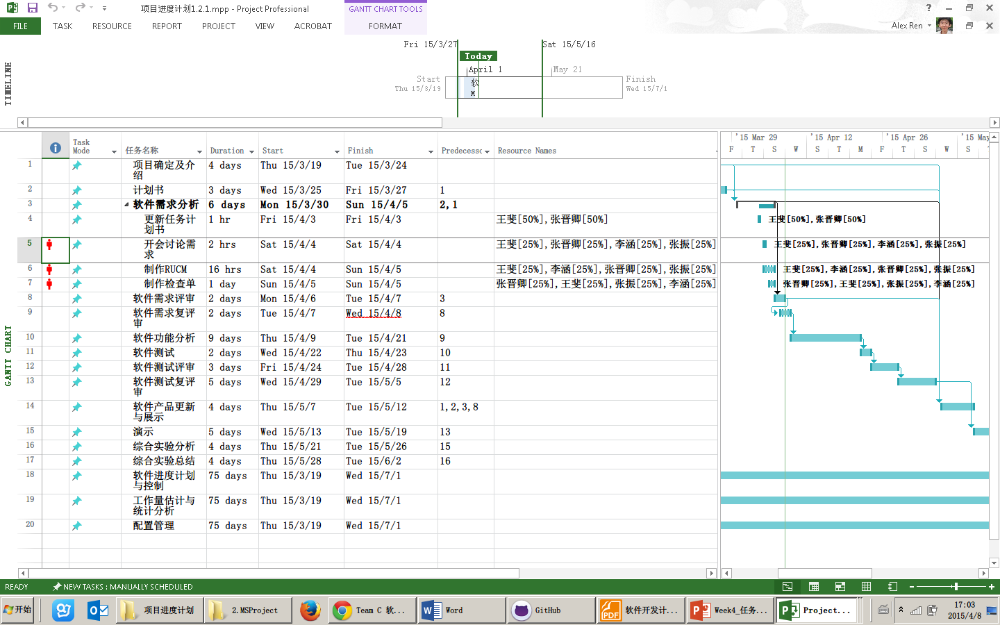 项目进度计划1.2.1.mpp - Project Professional
GANTT CHART TOOLS
FILE TASK RESOURCE REPORT PROJECT VIEW ACROBAT FORMAT
Alex Ren
TIMELINE
Fri 15/3/27 Sat 15/5/16
Today
April 1 May 21
Start
Thu 15/3/19
软
M
Finish
Wed 15/7/1
GANTT CHART
Task
Mode 任务名称 Duration Start Finish Predecessc Resource Names
'15 Mar 29 '15 Apr 12 '15 Apr 26 '15 May
F T S W S T M F T S W S
1 项目确定及介 4 days Thu 15/3/19 Tue 15/3/24
绍
2 计划书 3 days Wed 15/3/25 Fri 15/3/27 1
3 软件需求分析 6 days Mon 15/3/30 Sun 15/4/5 2,1
4 更新任务计 1 hr Fri 15/4/3 Fri 15/4/3 王斐[50%],张晋卿[50%] 王斐[50%],张晋卿[50%]
划书
5 开会讨论需 2 hrs Sat 15/4/4 Sat 15/4/4 王斐[25%],张晋卿[25%],李涵[25%],张振[25%] 王斐[25%],张晋卿[25%],李涵[25%],张振[25%]
求
6 制作RUCM 16 hrs Sat 15/4/4 Sun 15/4/5 王斐[25%],李涵[25%],张晋卿[25%],张振[25%] 王斐[25%],李涵[25%],张晋卿[25%],张振[25%]
7 制作检查单 1 day Sun 15/4/5 Sun 15/4/5 张晋卿[25%],王斐[25%],张振[25%],李涵[25%] 张晋卿[25%],王斐[25%],张振[25%],李涵[25%]
8 软件需求评审 2 days Mon 15/4/6 Tue 15/4/7 3
9 软件需求复评 2 days Tue 15/4/7 Wed 15/4/8 8
审
10 软件功能分析 9 days Thu 15/4/9 Tue 15/4/21 9
11 软件测试 2 days Wed 15/4/22 Thu 15/4/23 10
12 软件测试评审 3 days Fri 15/4/24 Tue 15/4/28 11
13 软件测试复评 5 days Wed 15/4/29 Tue 15/5/5 12
审
14 软件产品更新 4 days Thu 15/5/7 Tue 15/5/12 1,2,3,8
与展示
15 演示 5 days Wed 15/5/13 Tue 15/5/19 13
16 综合实验分析 4 days Thu 15/5/21 Tue 15/5/26 15
17 综合实验总结 4 days Thu 15/5/28 Tue 15/6/2 16
18 软件进度计划 75 days Thu 15/3/19 Wed 15/7/1
与控制
19 工作量估计与 75 days Thu 15/3/19 Wed 15/7/1
统计分析
20 配置管理 75 days Thu 15/3/19 Wed 15/7/1
READY NEW TASKS : MANUALLY SCHEDULED
开始 项目进度计划 2.MSProject Team C 软... Word GitHub 软件开发计... Week4_任务... Project...
17:03
2015/4/8